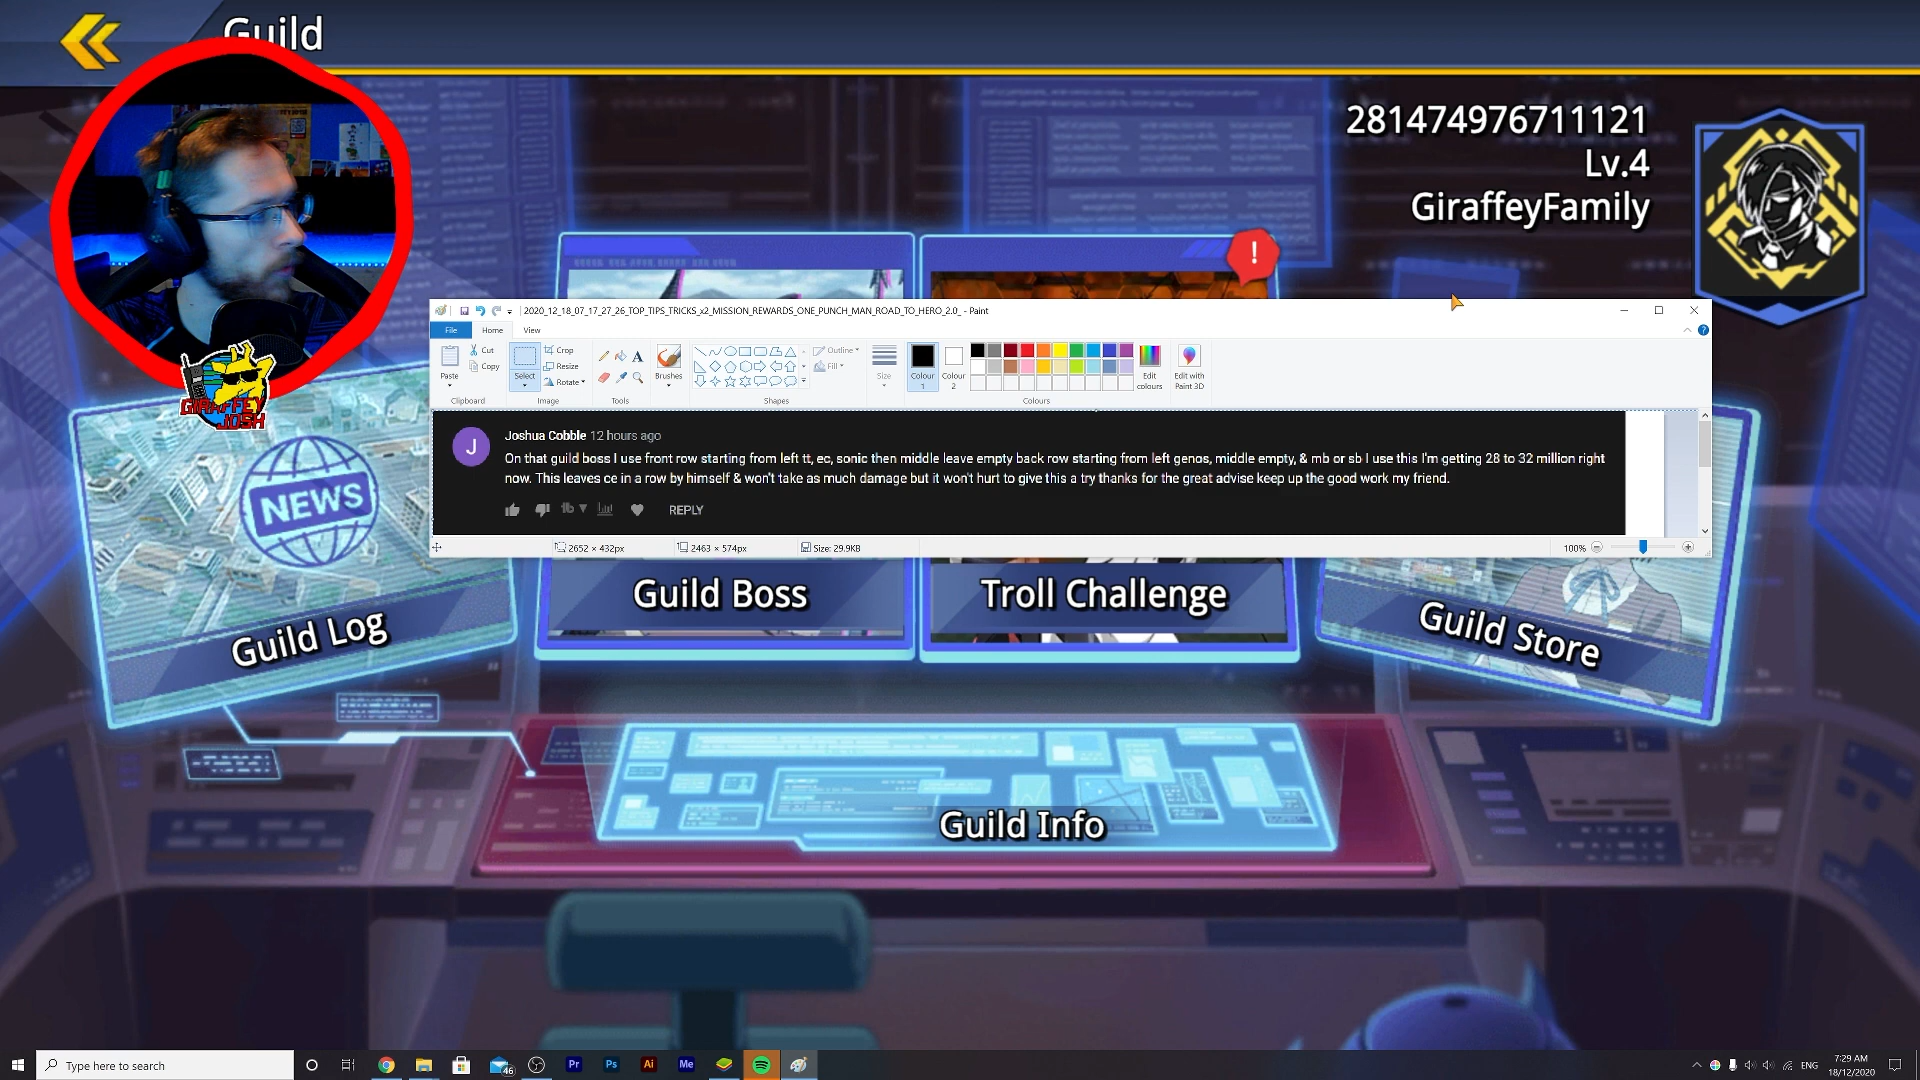 Guild
281474976711121
Lv.4
GiraffeyFamily
GIRAFFEY
JOSH
2020_12_18_07_17_27_26_TOP_TIPS_TRICKS_x2_MISSION_REWARDS_ONE_PUNCH_MAN_ROAD_TO_HERO_2.0_ - Paint
File Home View
Paste Cut Copy Clipboard
Select Crop Resize Rotate Image
Tools
Brushes
Outline Fill Shapes
Size
Colour 1 Colour 2 Edit colours Colours
Edit with Paint 3D
J
Joshua Cobble 12 hours ago
On that guild boss I use front row starting from left tt, ec, sonic then middle leave empty back row starting from left genos, middle empty, & mb or sb I use this I'm getting 28 to 32 million right
now. This leaves ce in a row by himself & won't take as much damage but it won't hurt to give this a try thanks for the great advise keep up the good work my friend.
REPLY
2652 × 432px 2463 × 574px Size: 29.9KB 100%
NEWS
Guild Log
Guild Boss
Troll Challenge
Guild Store
Guild Info
Type here to search
46
Pr Ps Ai Me
ENG
7:29 AM
18/12/2020